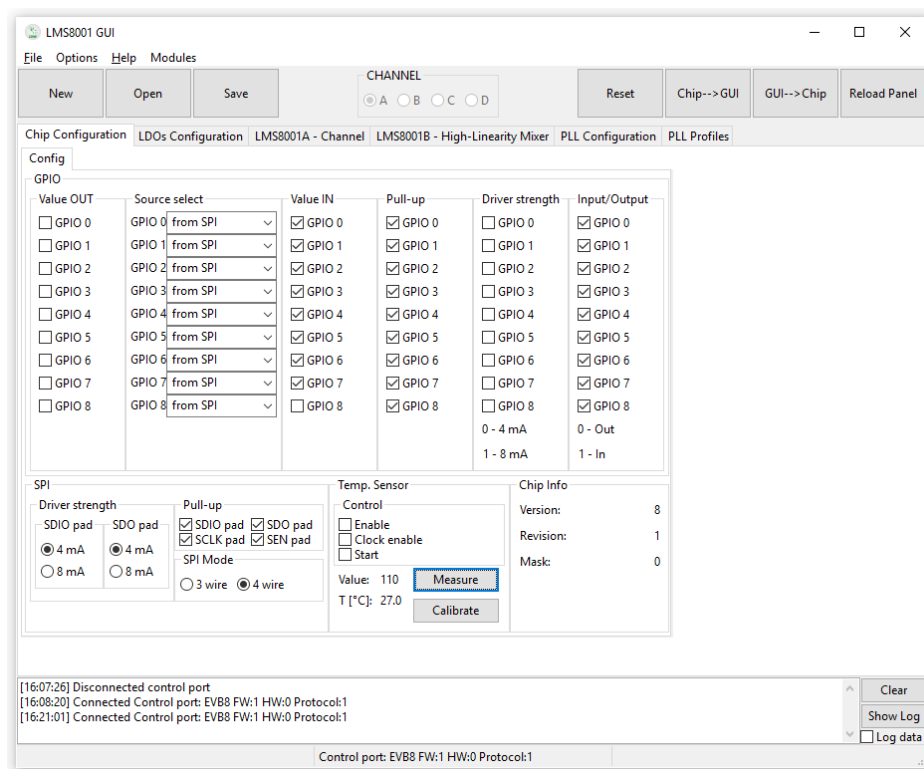 LMS8001 GUI
File Options Help Modules
New Open Save CHANNEL A B C D Reset Chip-->GUI GUI-->Chip Reload Panel
Chip Configuration LDOs Configuration LMS8001A - Channel LMS8001B - High-Linearity Mixer PLL Configuration PLL Profiles
Config
GPIO
Value OUT Source select Value IN Pull-up Driver strength Input/Output
GPIO 0 GPIO 0 from SPI GPIO 0 GPIO 0 GPIO 0 GPIO 0
GPIO 1 GPIO 1 from SPI GPIO 1 GPIO 1 GPIO 1 GPIO 1
GPIO 2 GPIO 2 from SPI GPIO 2 GPIO 2 GPIO 2 GPIO 2
GPIO 3 GPIO 3 from SPI GPIO 3 GPIO 3 GPIO 3 GPIO 3
GPIO 4 GPIO 4 from SPI GPIO 4 GPIO 4 GPIO 4 GPIO 4
GPIO 5 GPIO 5 from SPI GPIO 5 GPIO 5 GPIO 5 GPIO 5
GPIO 6 GPIO 6 from SPI GPIO 6 GPIO 6 GPIO 6 GPIO 6
GPIO 7 GPIO 7 from SPI GPIO 7 GPIO 7 GPIO 7 GPIO 7
GPIO 8 GPIO 8 from SPI GPIO 8 GPIO 8 GPIO 8 GPIO 8
0 - 4 mA 0 - Out
1 - 8 mA 1 - In
SPI
Driver strength
SDIO pad SDO pad
4 mA 4 mA
8 mA 8 mA
Pull-up
SDIO pad SDO pad
SCLK pad SEN pad
SPI Mode
3 wire 4 wire
Temp. Sensor
Control
Enable
Clock enable
Start
Value: 110 Measure
T [°C]: 27.0
Calibrate
Chip Info
Version: 8
Revision: 1
Mask: 0
[16:07:26] Disconnected control port
[16:08:20] Connected Control port: EVB8 FW:1 HW:0 Protocol:1
[16:21:01] Connected Control port: EVB8 FW:1 HW:0 Protocol:1
Clear
Show Log
Log data
Control port: EVB8 FW:1 HW:0 Protocol:1